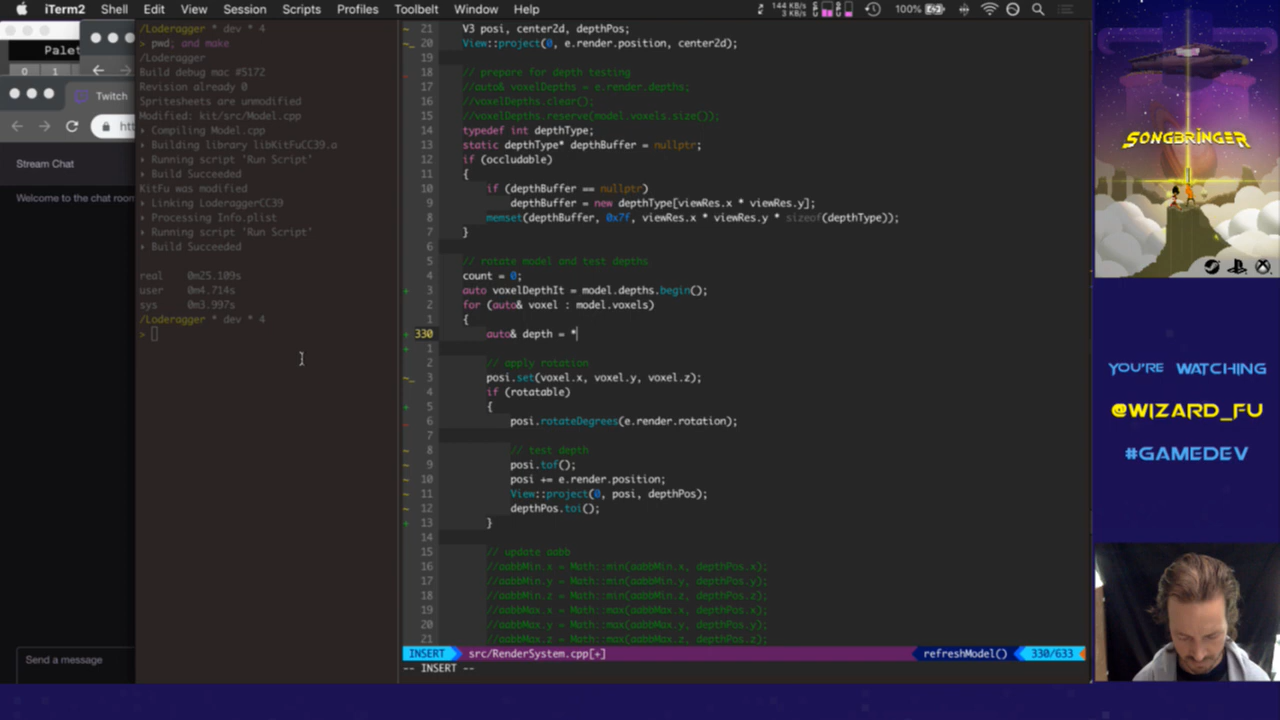 iTerm2 Shell Edit View Session Scripts Profiles Toolbelt Window Help
144 KB/s
3 KB/s
100%
Palet
0 1
Twitch
htt
Stream Chat
Welcome to the chat room
Send a message
/Loderagger * dev * 4
> pwd; and make
/Loderagger
Build debug mac #5172
Revision already 0
Spritesheets are unmodified
Modified: kit/src/Model.cpp
▸ Compiling Model.cpp
▸ Building library libKitFuCC39.a
▸ Running script 'Run Script'
▸ Build Succeeded
KitFu was modified
▸ Linking LoderaggerCC39
▸ Processing Info.plist
▸ Running script 'Run Script'
▸ Build Succeeded
real 0m25.109s
user 0m4.714s
sys 0m3.997s
/Loderagger * dev * 4
>
21 V3 posi, center2d, depthPos;
20 View::project(0, e.render.position, center2d);
19
18 // prepare for depth testing
17 //auto& voxelDepths = e.render.depths;
16 //voxelDepths.clear();
15 //voxelDepths.reserve(model.voxels.size());
14 typedef int depthType;
13 static depthType* depthBuffer = nullptr;
12 if (occludable)
11 {
10 if (depthBuffer == nullptr)
9 depthBuffer = new depthType[viewRes.x * viewRes.y];
8 memset(depthBuffer, 0x7f, viewRes.x * viewRes.y * sizeof(depthType));
7 }
6
5 // rotate model and test depths
4 count = 0;
+ 3 auto voxelDepthIt = model.depths.begin();
2 for (auto& voxel : model.voxels)
1 {
+ 330 auto& depth = *
+ 1
2 // apply rotation
~_ 3 posi.set(voxel.x, voxel.y, voxel.z);
4 if (rotatable)
+ 5 {
_ 6 posi.rotateDegrees(e.render.rotation);
7
~ 8 // test depth
~ 9 posi.tof();
~ 10 posi += e.render.position;
~ 11 View::project(0, posi, depthPos);
~ 12 depthPos.toi();
+ 13 }
14
15 // update aabb
16 //aabbMin.x = Math::min(aabbMin.x, depthPos.x);
17 //aabbMin.y = Math::min(aabbMin.y, depthPos.y);
18 //aabbMin.z = Math::min(aabbMin.z, depthPos.z);
19 //aabbMax.x = Math::max(aabbMax.x, depthPos.x);
20 //aabbMax.y = Math::max(aabbMax.y, depthPos.y);
21 //aabbMax.z = Math::max(aabbMax.z, depthPos.z);
INSERT src/RenderSystem.cpp[+] refreshModel() 330/633
-- INSERT --
SONGBRINGER
YOU'RE WATCHING
@WIZARD_FU
#GAMEDEV